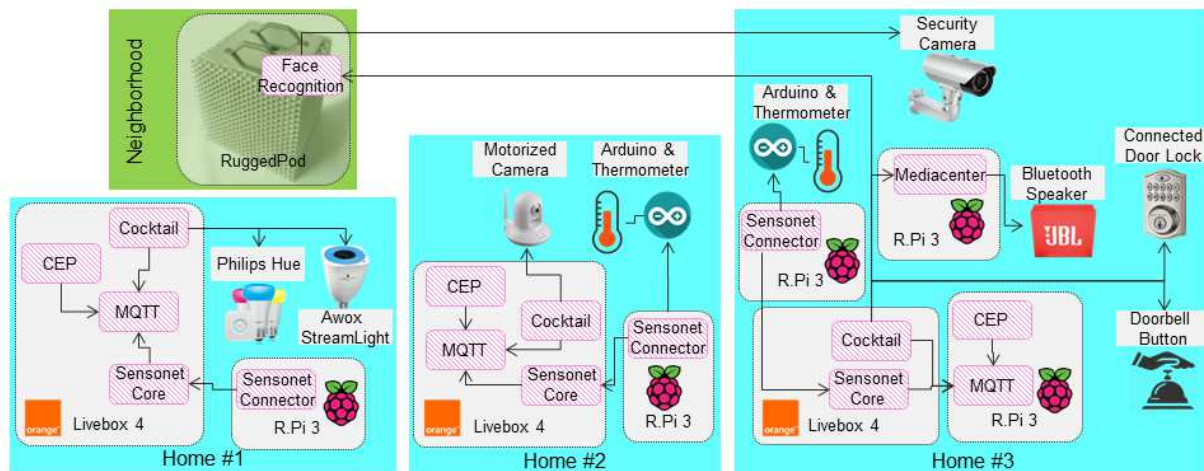 Neighborhood
Face
Recognition
RuggedPod
Cocktail
CEP
MQTT
Philips Hue
Awox
StreamLight
Sensonet
Core
Sensonet
Connector
R.Pi 3
orange
Livebox 4
Home #1
Motorized
Camera
Arduino &
Thermometer
CEP
Cocktail
MQTT
Sensonet
Connector
Sensonet
Core
R.Pi 3
orange
Livebox 4
Home #2
Security
Camera
Arduino &
Thermometer
Connected
Door Lock
Mediacenter
R.Pi 3
Bluetooth
Speaker
JBL
Sensonet
Connector
R.Pi 3
Cocktail
CEP
Sensonet
Core
MQTT
R.Pi 3
Doorbell
Button
orange
Livebox 4
Home #3